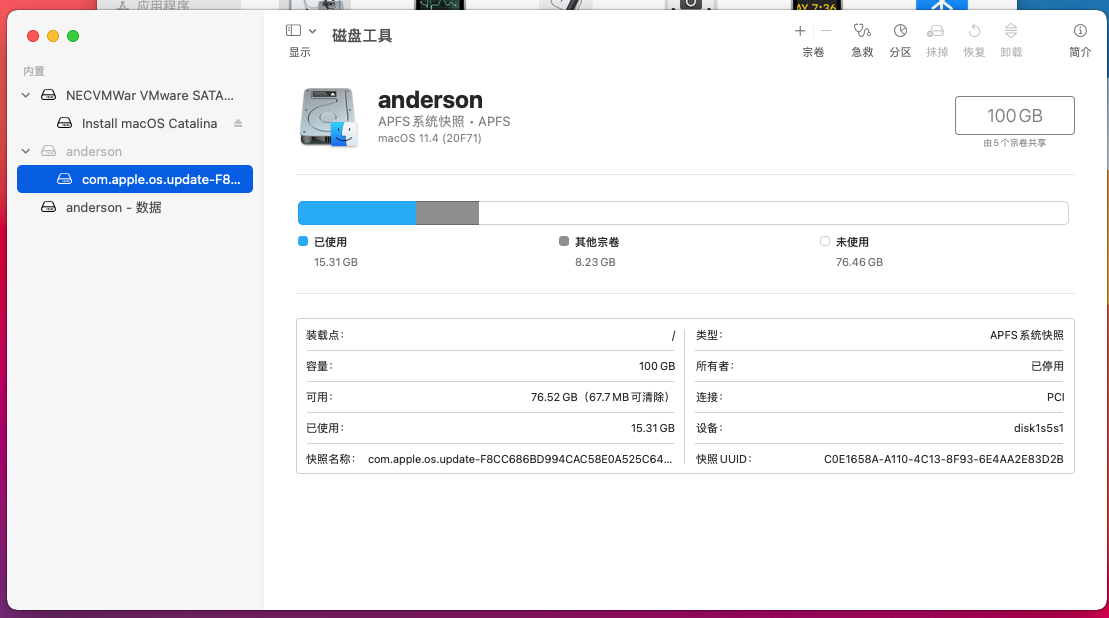 应用程序
AY 7:36
磁盘工具
显示
宗卷
急救
分区
抹掉
恢复
卸载
简介
内置
NECVMWar VMware SATA...
Install macOS Catalina
anderson
com.apple.os.update-F8...
anderson - 数据
anderson
APFS 系统快照 • APFS
macOS 11.4 (20F71)
100 GB
由 5 个宗卷共享
已使用
15.31 GB
其他宗卷
8.23 GB
未使用
76.46 GB
装载点: /
容量: 100 GB
可用: 76.52 GB(67.7 MB 可清除)
已使用: 15.31 GB
快照名称: com.apple.os.update-F8CC686BD994CAC58E0A525C64...
类型: APFS 系统快照
所有者: 已停用
连接: PCI
设备: disk1s5s1
快照 UUID: C0E1658A-A110-4C13-8F93-6E4AA2E83D2B